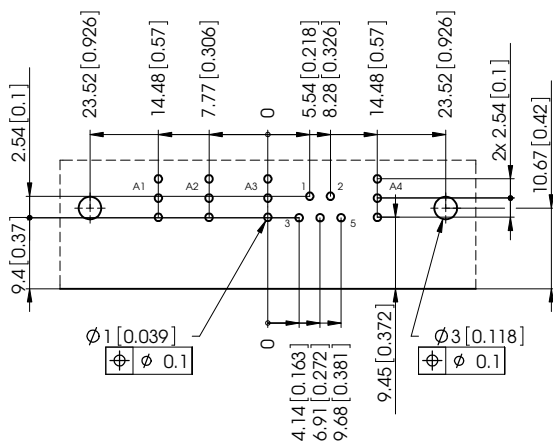 23.52 [0.926]
14.48 [0.57]
7.77 [0.306]
0
5.54 [0.218]
8.28 [0.326]
14.48 [0.57]
23.52 [0.926]
2.54 [0.1]
2x 2.54 [0.1]
10.67 [0.42]
A1
A2
A3
1
2
A4
3
5
9.4 [0.37]
9.45 [0.372]
Ø1 [0.039]
⌖ Ø 0.1
0
4.14 [0.163]
6.91 [0.272]
9.68 [0.381]
Ø3 [0.118]
⌖ Ø 0.1